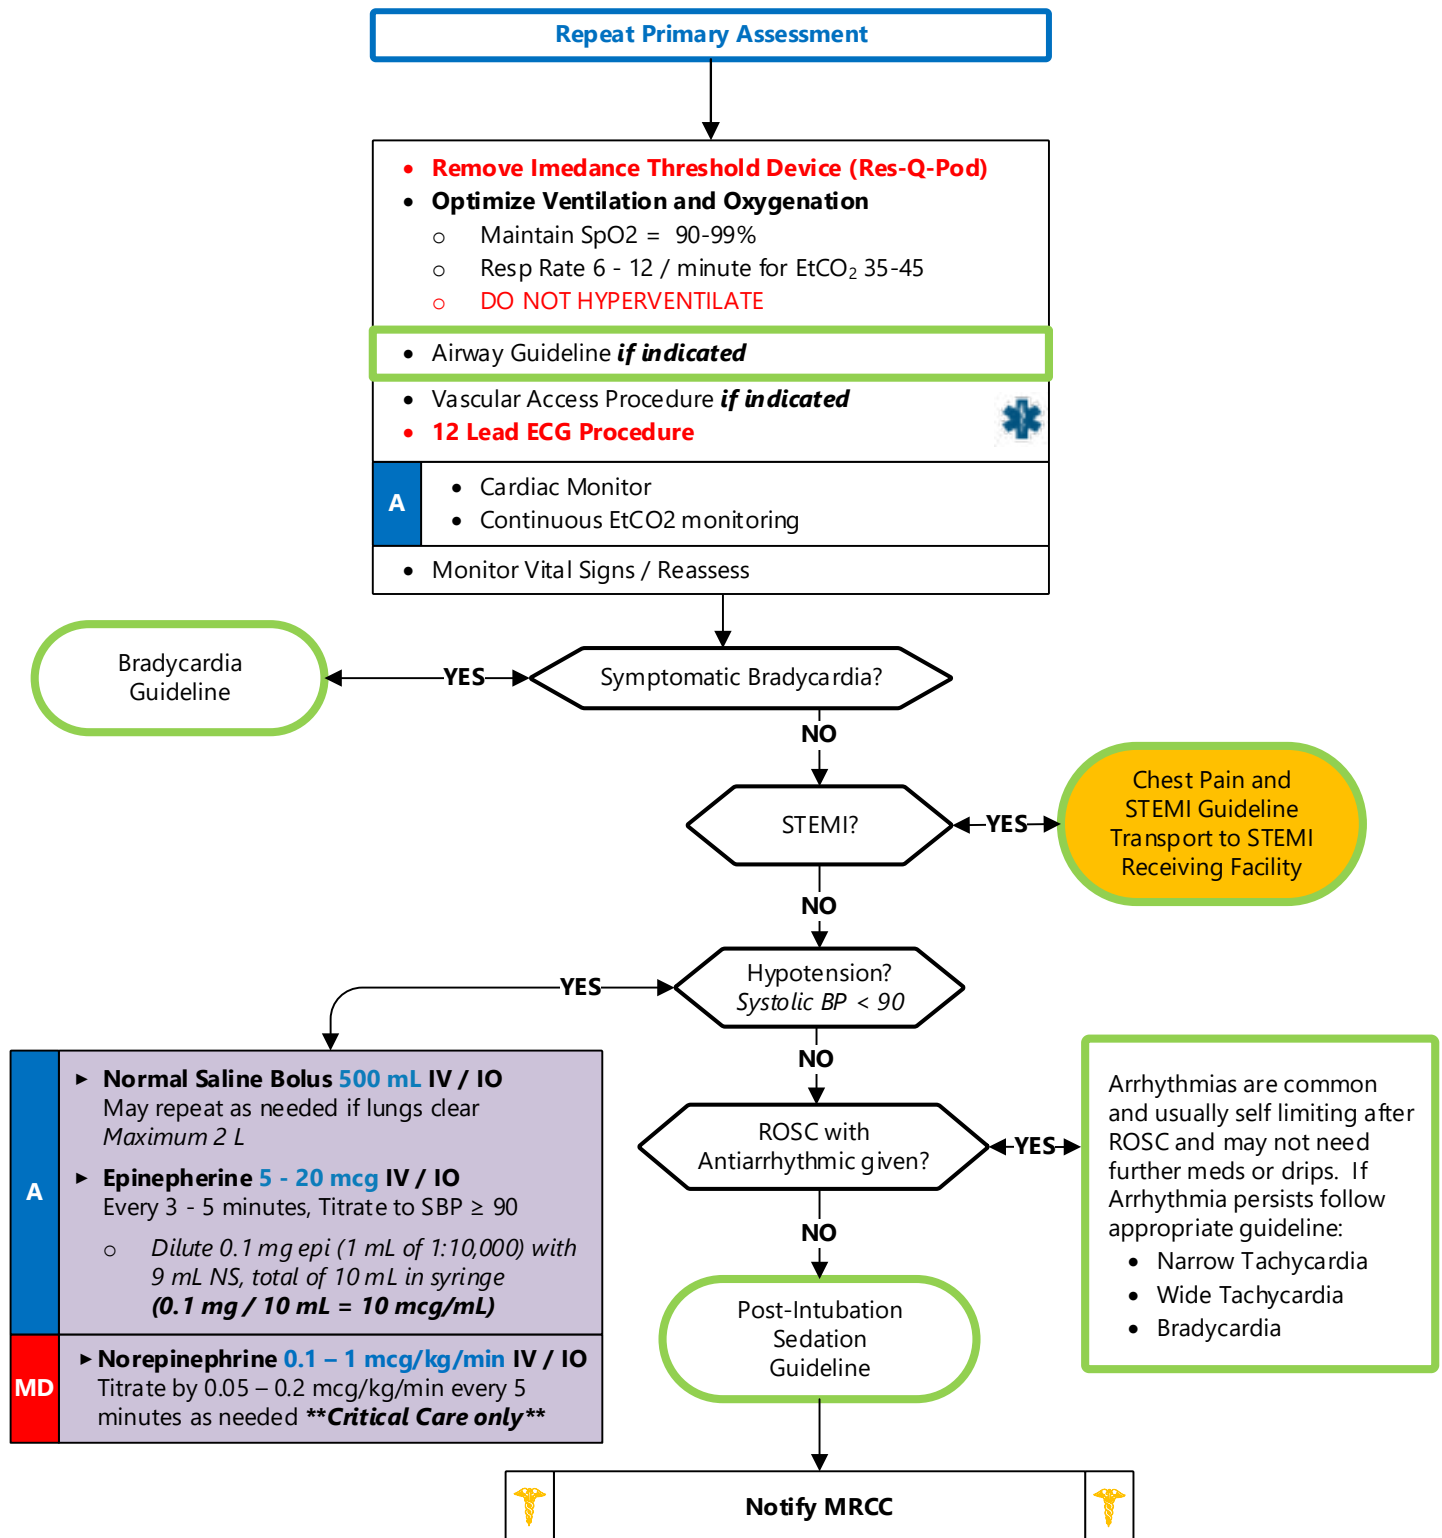 Repeat Primary Assessment
• Remove Imedance Threshold Device (Res-Q-Pod)
• Optimize Ventilation and Oxygenation
o Maintain SpO2 = 90-99%
o Resp Rate 6 - 12 / minute for EtCO₂ 35-45
o DO NOT HYPERVENTILATE
• Airway Guideline if indicated
• Vascular Access Procedure if indicated
• 12 Lead ECG Procedure
A
• Cardiac Monitor
• Continuous EtCO2 monitoring
• Monitor Vital Signs / Reassess
Symptomatic Bradycardia?
YES
Bradycardia
Guideline
NO
STEMI?
YES
Chest Pain and
STEMI Guideline
Transport to STEMI
Receiving Facility
NO
Hypotension?
Systolic BP < 90
YES
A
► Normal Saline Bolus 500 mL IV / IO
May repeat as needed if lungs clear
Maximum 2 L
► Epinepherine 5 - 20 mcg IV / IO
Every 3 - 5 minutes, Titrate to SBP ≥ 90
o Dilute 0.1 mg epi (1 mL of 1:10,000) with
9 mL NS, total of 10 mL in syringe
(0.1 mg / 10 mL = 10 mcg/mL)
MD
► Norepinephrine 0.1 – 1 mcg/kg/min IV / IO
Titrate by 0.05 – 0.2 mcg/kg/min every 5
minutes as needed **Critical Care only**
NO
ROSC with
Antiarrhythmic given?
YES
Arrhythmias are common
and usually self limiting after
ROSC and may not need
further meds or drips. If
Arrhythmia persists follow
appropriate guideline:
• Narrow Tachycardia
• Wide Tachycardia
• Bradycardia
NO
Post-Intubation
Sedation
Guideline
Notify MRCC